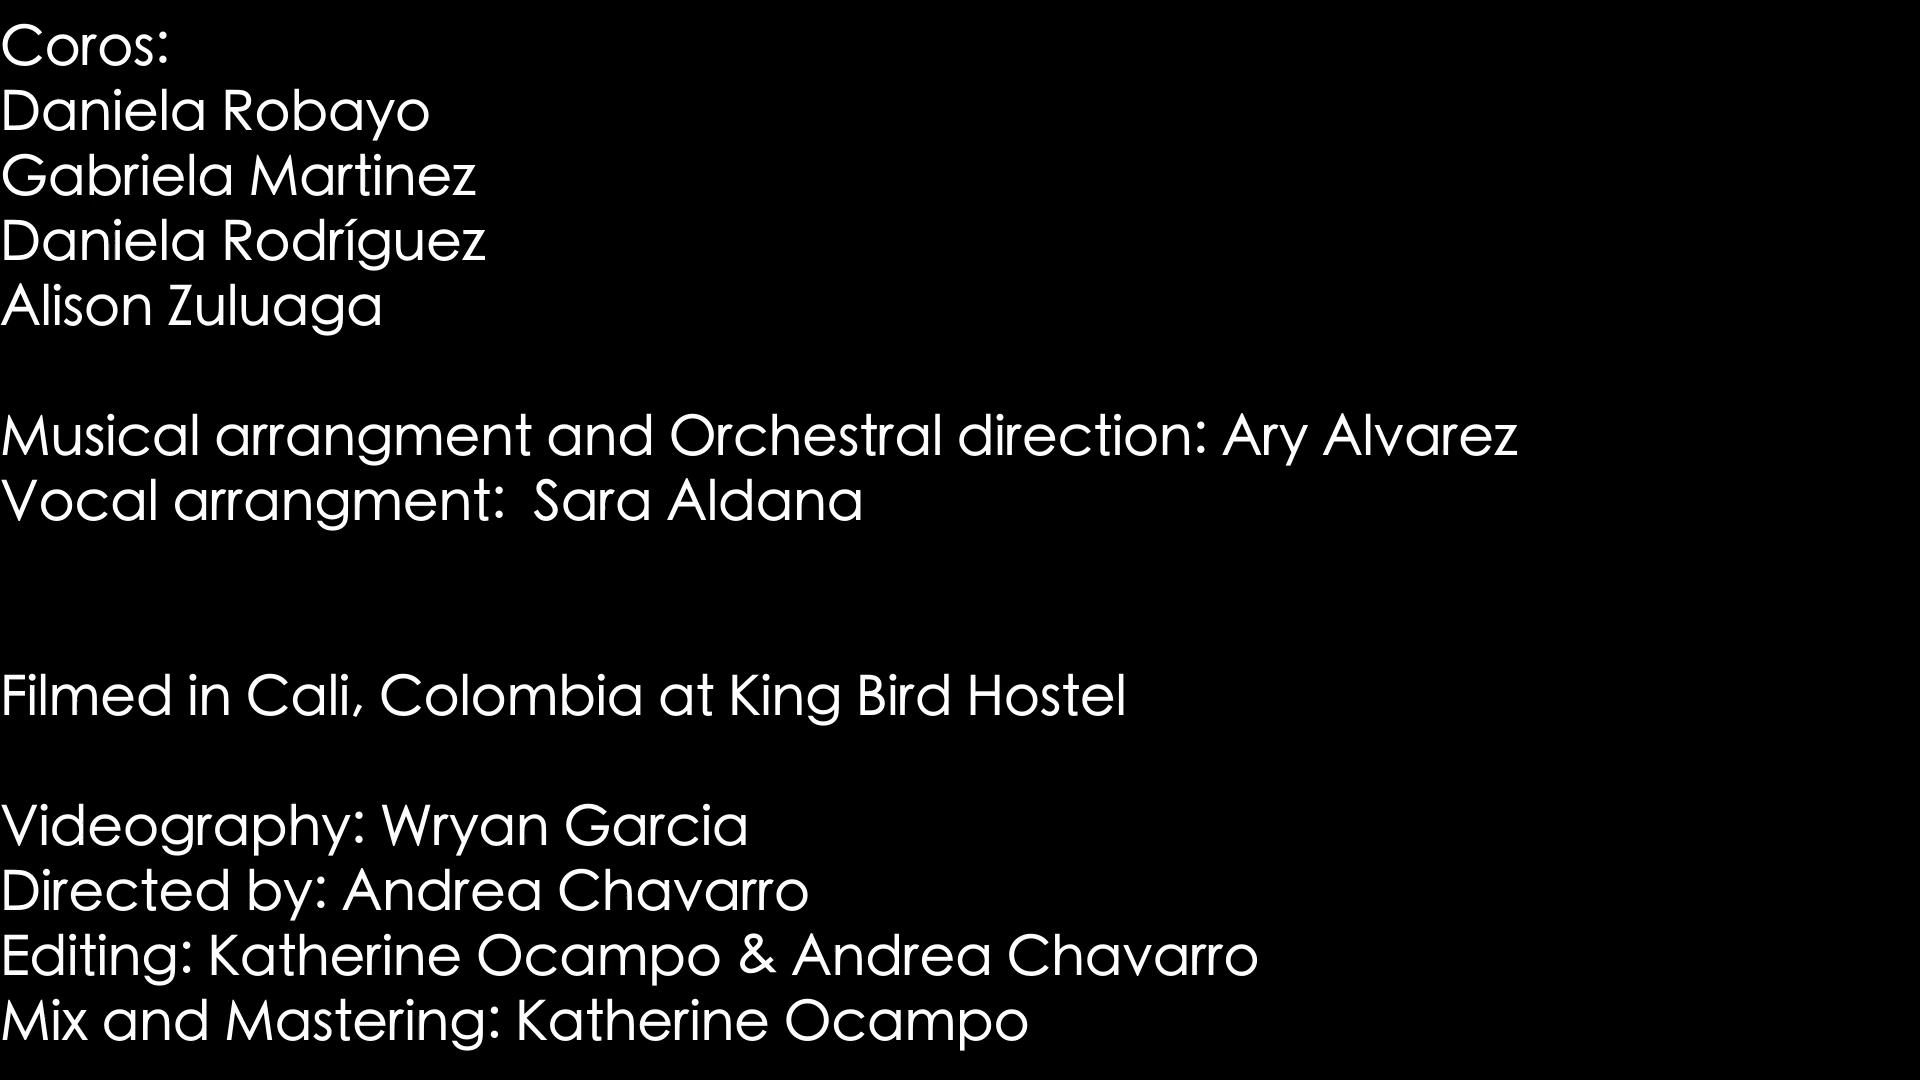 Coros:
Daniela Robayo
Gabriela Martinez
Daniela Rodríguez
Alison Zuluaga
Musical arrangment and Orchestral direction: Ary Alvarez
Vocal arrangment:  Sara Aldana
Filmed in Cali, Colombia at King Bird Hostel
Videography: Wryan Garcia
Directed by: Andrea Chavarro
Editing: Katherine Ocampo & Andrea Chavarro
Mix and Mastering: Katherine Ocampo